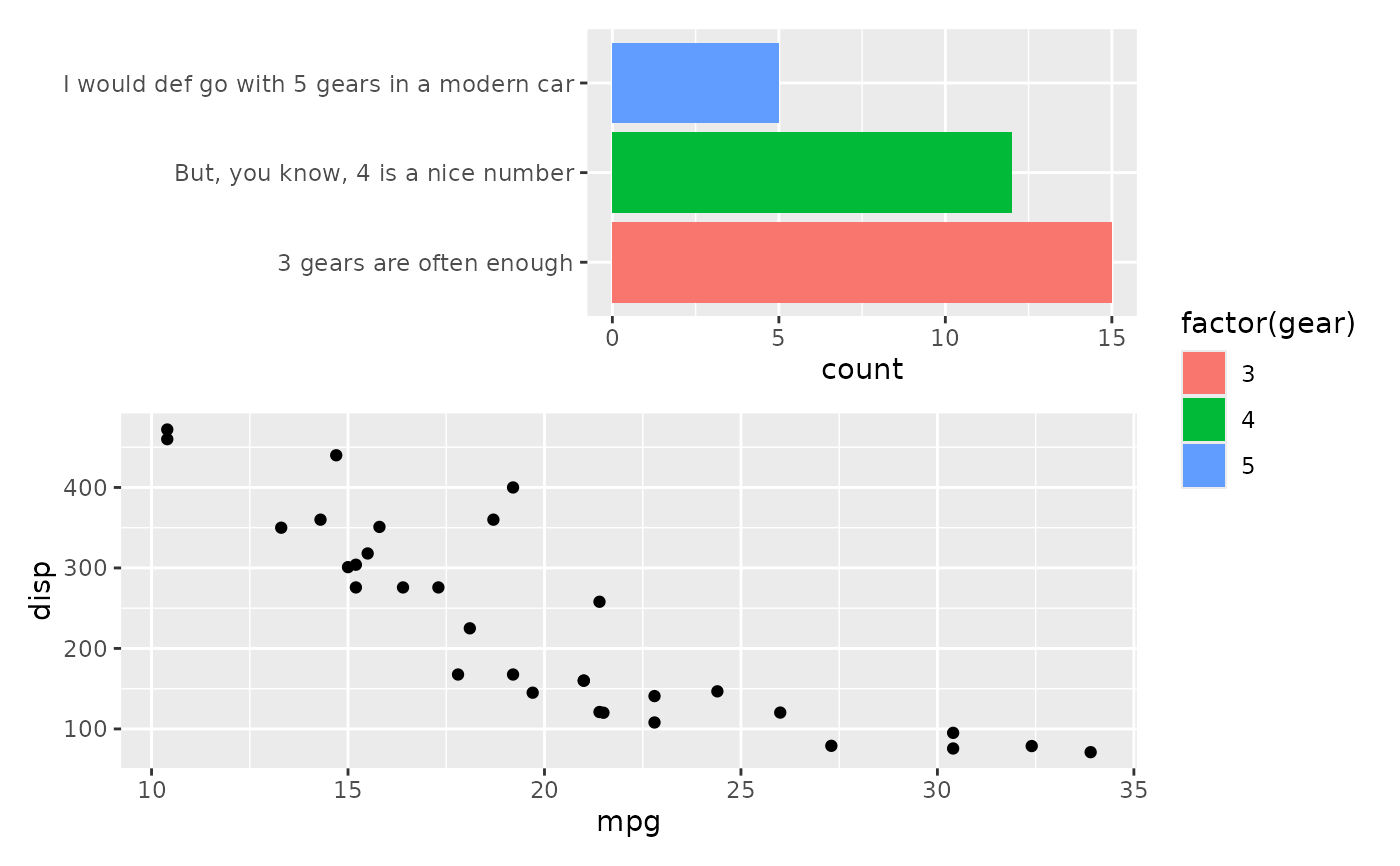 I would def go with 5 gears in a modern car
But, you know, 4 is a nice number
3 gears are often enough
0 5 10 15
count
factor(gear)
3
4
5
disp
400
300
200
100
10 15 20 25 30 35
mpg